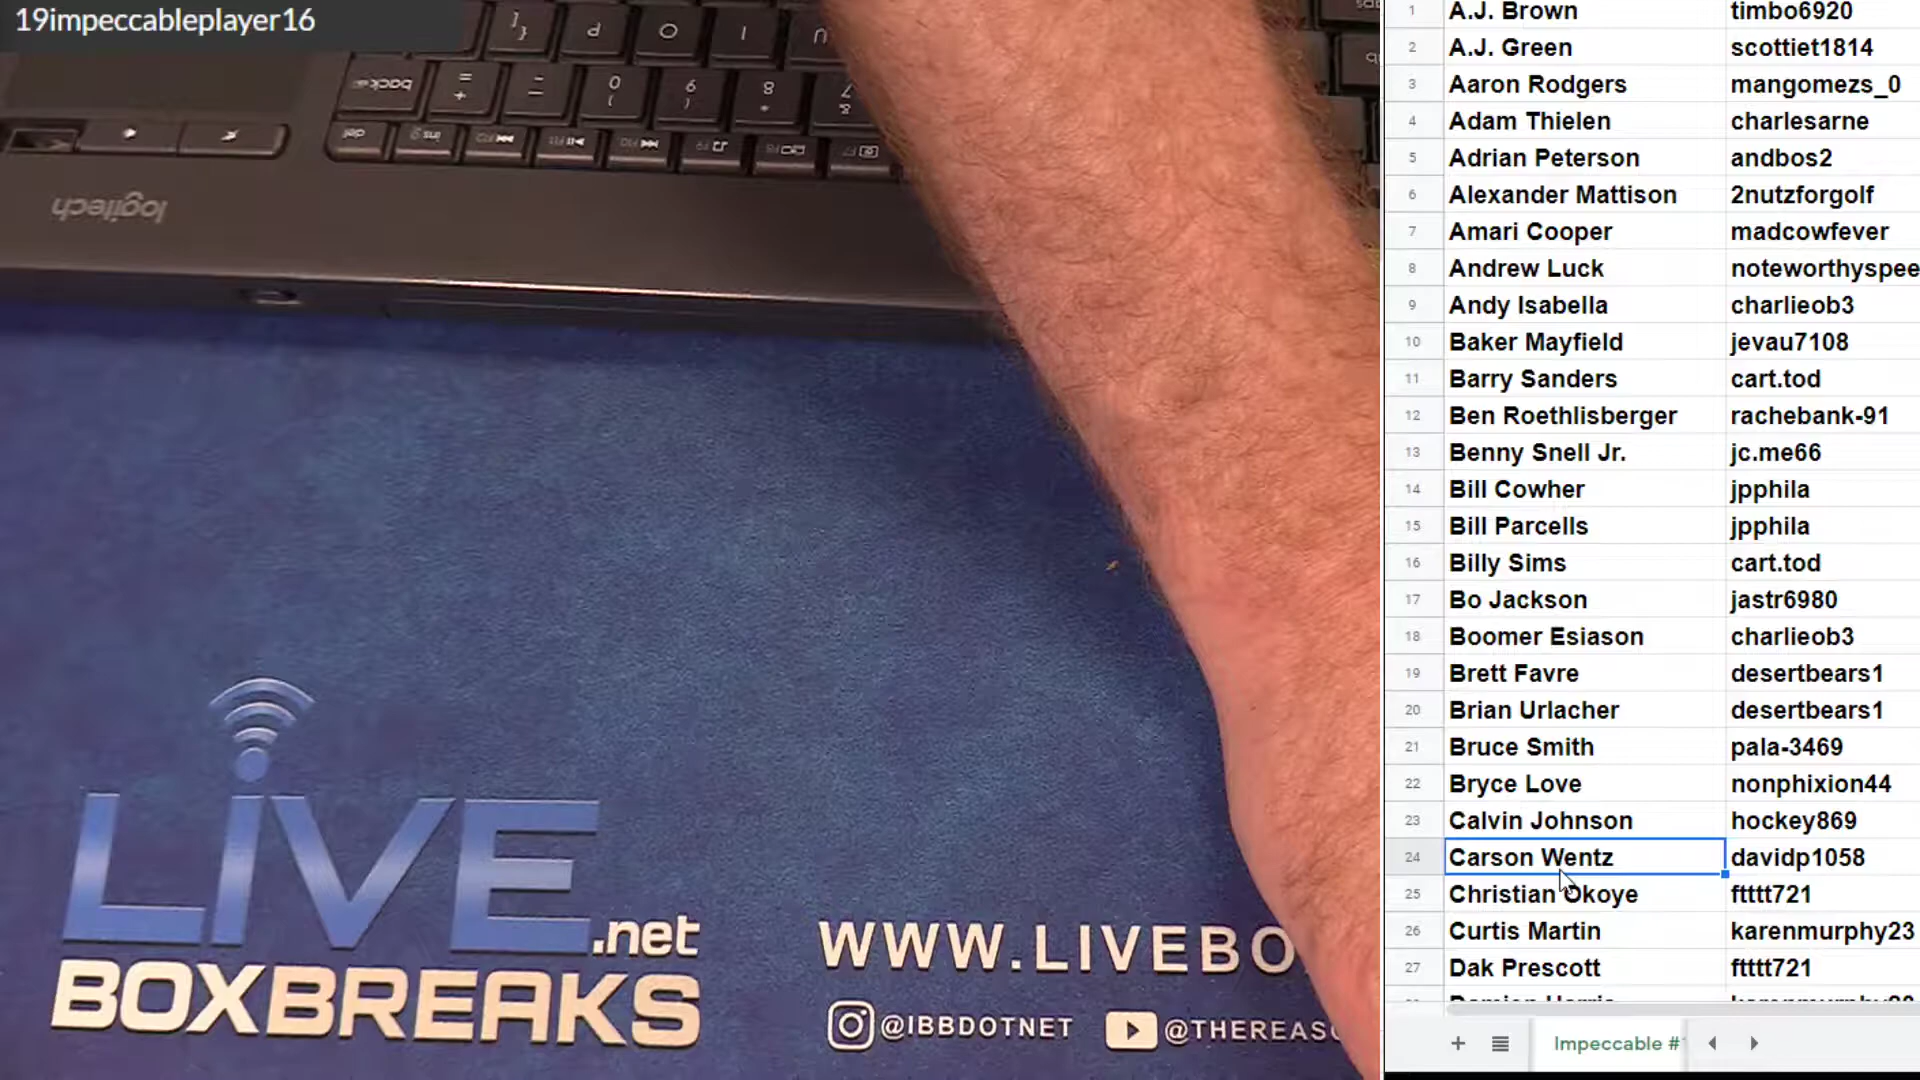 19impeccableplayer16
logitech
LIVE.net
BOXBREAKS
WWW.LIVEBO
@IBBDOTNET
@THEREASO
1 A.J. Brown timbo6920
2 A.J. Green scottiet1814
3 Aaron Rodgers mangomezs_0
4 Adam Thielen charlesarne
5 Adrian Peterson andbos2
6 Alexander Mattison 2nutzforgolf
7 Amari Cooper madcowfever
8 Andrew Luck noteworthyspee
9 Andy Isabella charlieob3
10 Baker Mayfield jevau7108
11 Barry Sanders cart.tod
12 Ben Roethlisberger rachebank-91
13 Benny Snell Jr. jc.me66
14 Bill Cowher jpphila
15 Bill Parcells jpphila
16 Billy Sims cart.tod
17 Bo Jackson jastr6980
18 Boomer Esiason charlieob3
19 Brett Favre desertbears1
20 Brian Urlacher desertbears1
21 Bruce Smith pala-3469
22 Bryce Love nonphixion44
23 Calvin Johnson hockey869
24 Carson Wentz davidp1058
25 Christian Okoye fttttt721
26 Curtis Martin karenmurphy23
27 Dak Prescott fttttt721
Impeccable #